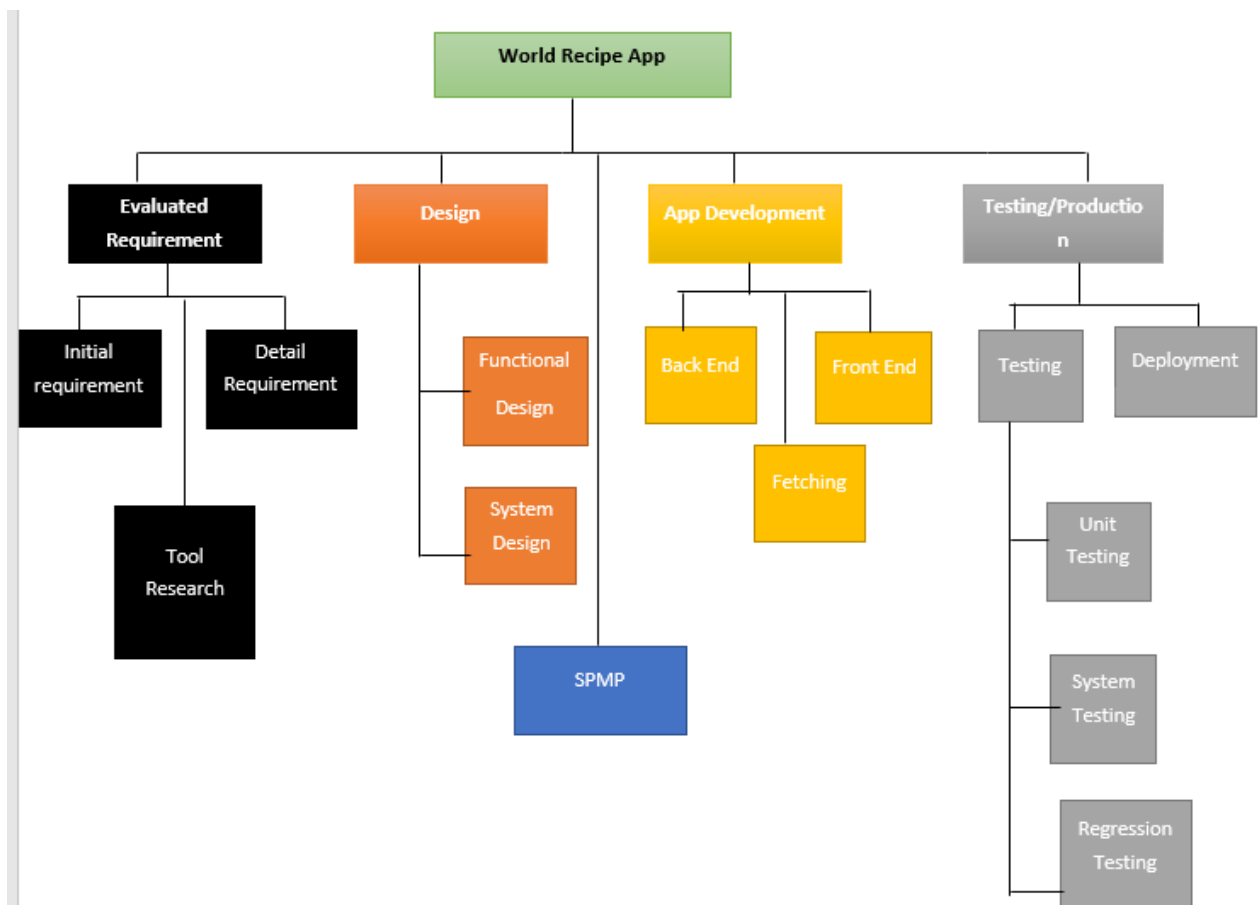 World Recipe App
Evaluated
Requirement
Design
App Development
Testing/Productio
n
Initial
requirement
Detail
Requirement
Tool
Research
Functional
Design
System
Design
SPMP
Back End
Front End
Fetching
Testing
Deployment
Unit
Testing
System
Testing
Regression
Testing